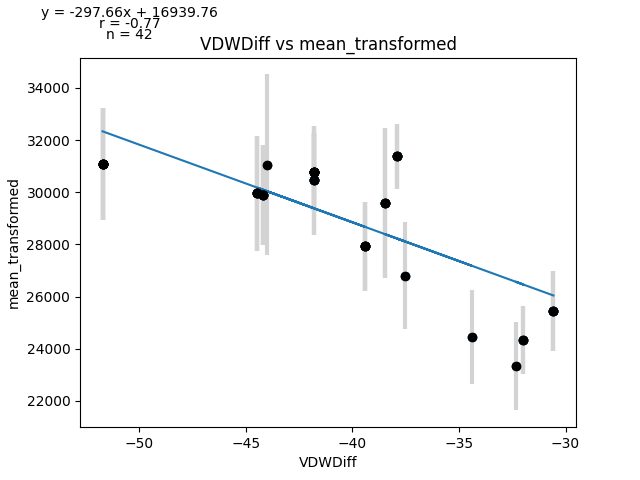 y = -297.66x + 16939.76
r = -0.77
n = 42
VDWDiff vs mean_transformed
34000
32000
30000
28000
26000
24000
22000
mean_transformed
−50
−45
−40
−35
−30
VDWDiff